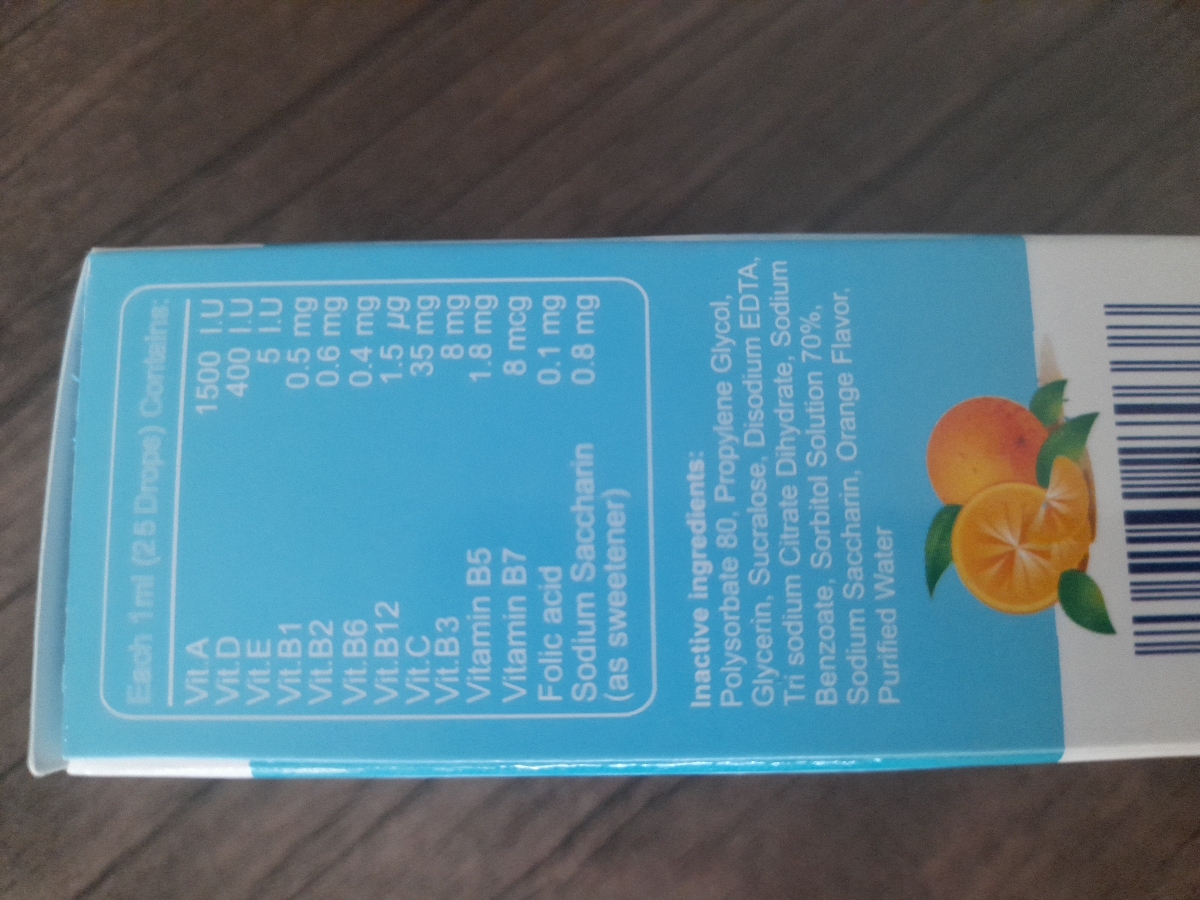 Each 1ml (25 Drops) Contains:
Vit.A 1500 I.U
Vit.D 400 I.U
Vit.E 5 I.U
Vit.B1 0.5 mg
Vit.B2 0.6 mg
Vit.B6 0.4 mg
Vit.B12 1.5 µg
Vit.C 35 mg
Vit.B3 8 mg
Vitamin B5 1.8 mg
Vitamin B7 8 mcg
Folic acid 0.1 mg
Sodium Saccharin 0.8 mg
(as sweetener)
Inactive ingredients:
Polysorbate 80, Propylene Glycol,
Glycerin, Sucralose, Disodium EDTA,
Tri sodium Citrate Dihydrate, Sodium
Benzoate, Sorbitol Solution 70%,
Sodium Saccharin, Orange Flavor,
Purified Water